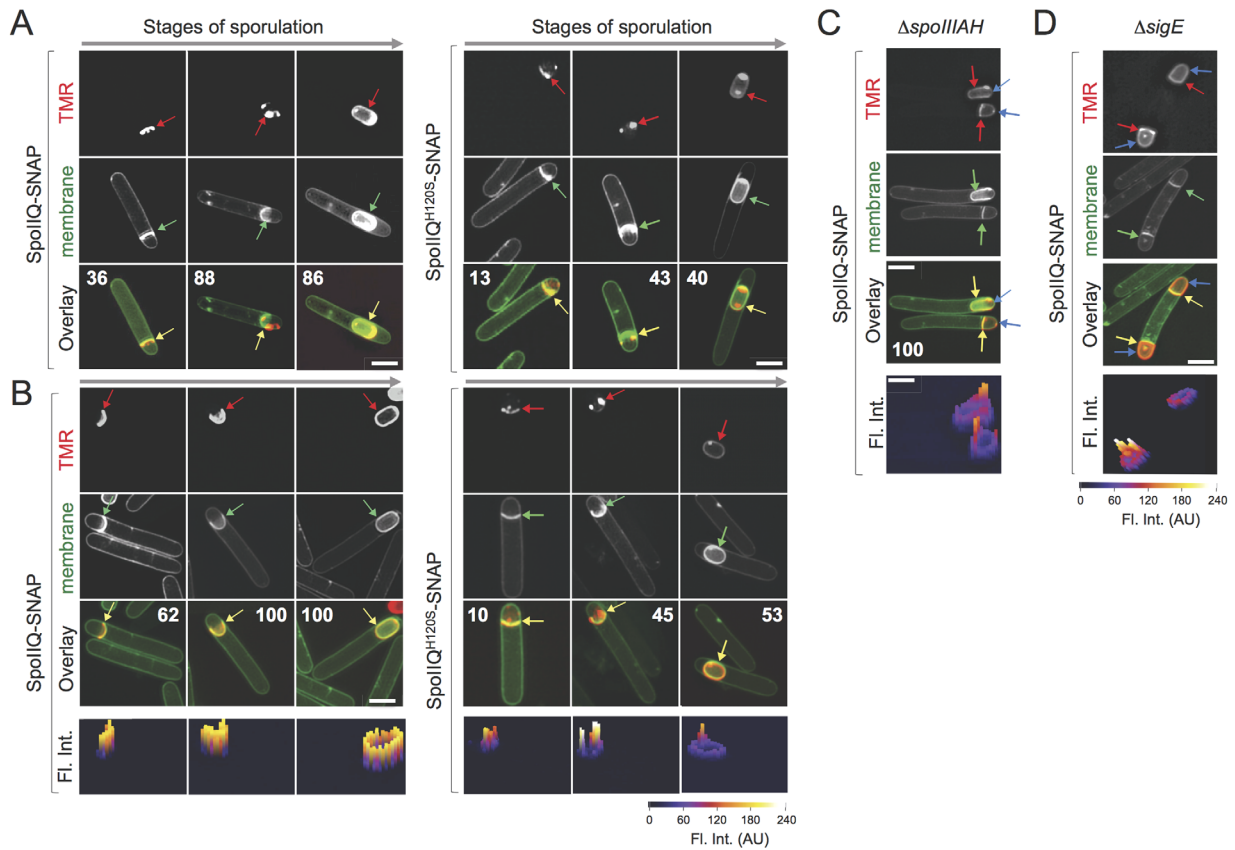 A
Stages of sporulation
Stages of sporulation
SpoIIQ-SNAP
TMR
membrane
Overlay
36
88
86
SpoIIQH120S-SNAP
13
43
40
B
SpoIIQ-SNAP
TMR
membrane
Overlay
Fl. Int.
62
100
100
SpoIIQH120S-SNAP
10
45
53
0 60 120 180 240
Fl. Int. (AU)
C
ΔspoIIIAH
SpoIIQ-SNAP
TMR
membrane
Overlay
Fl. Int.
100
D
ΔsigE
SpoIIQ-SNAP
TMR
membrane
Overlay
Fl. Int.
0 60 120 180 240
Fl. Int. (AU)